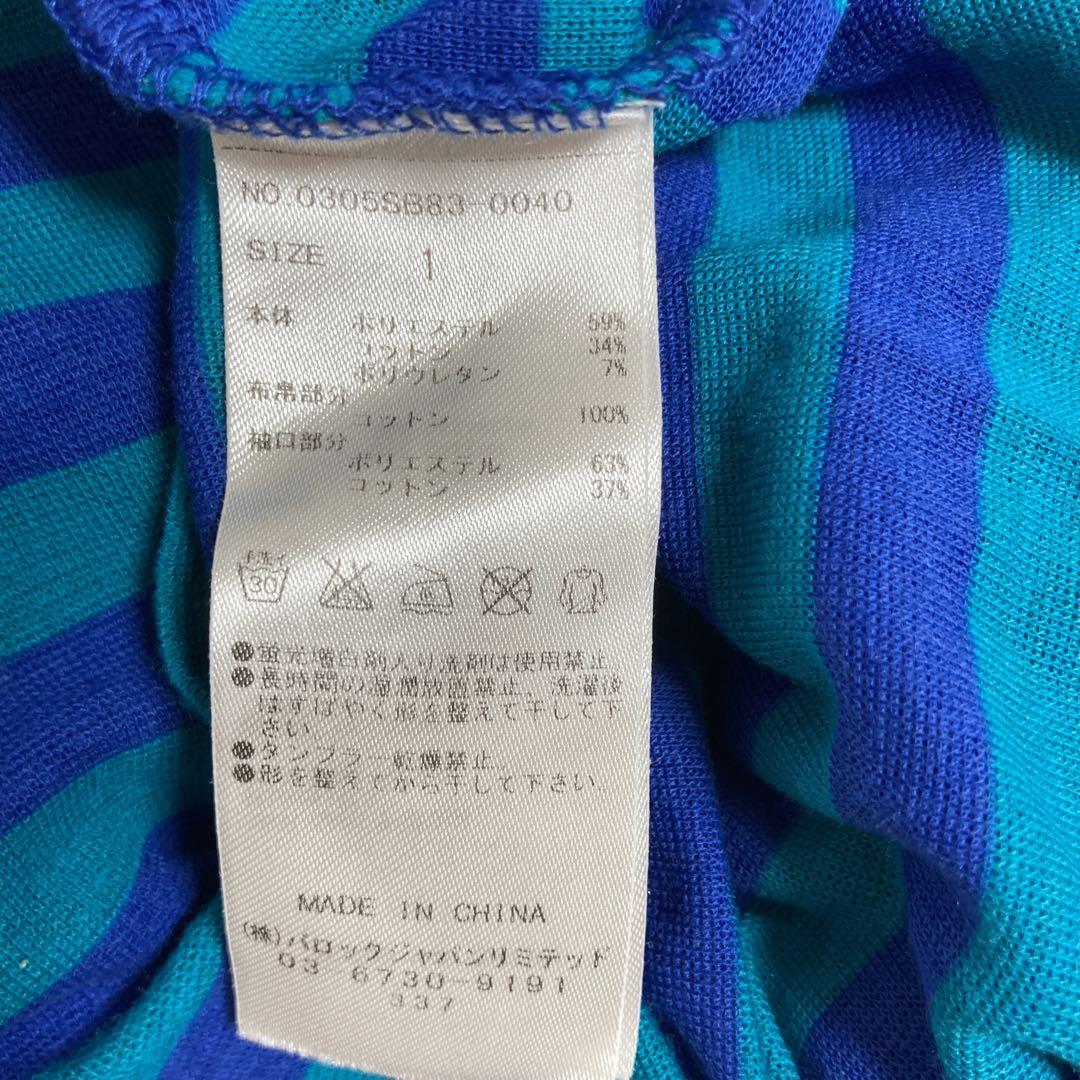 NO.0305SB83-0040
SIZE 1
本体 ポリエステル 59%
コットン 34%
ポリウレタン 7%
布帛部分
コットン 100%
袖口部分
ポリエステル 63%
コットン 37%
手洗イ
30
●蛍光増白剤入り洗剤は使用禁止
●長時間の湿潤放置禁止、洗濯後
はすばやく形を整えて干して下
さい
●タンブラー乾燥禁止.
●形を整えてから干して下さい.
MADE IN CHINA
(株)バロックジャパンリミテッド
03-6730-9191
337